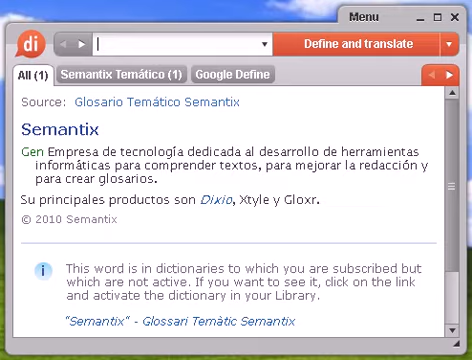 Menu
di
Define and translate
All (1)
Semantix Temático (1)
Google Define
Source: Glosario Temático Semantix
Semantix
Gen Empresa de tecnología dedicada al desarrollo de herramientas
informáticas para comprender textos, para mejorar la redacción y
para crear glosarios.
Su principales productos son Dixio, Xtyle y Gloxr.
© 2010 Semantix
i
This word is in dictionaries to which you are subscribed but
which are not active. If you want to see it, click on the link
and activate the dictionary in your Library.
"Semantix" - Glossari Temàtic Semantix